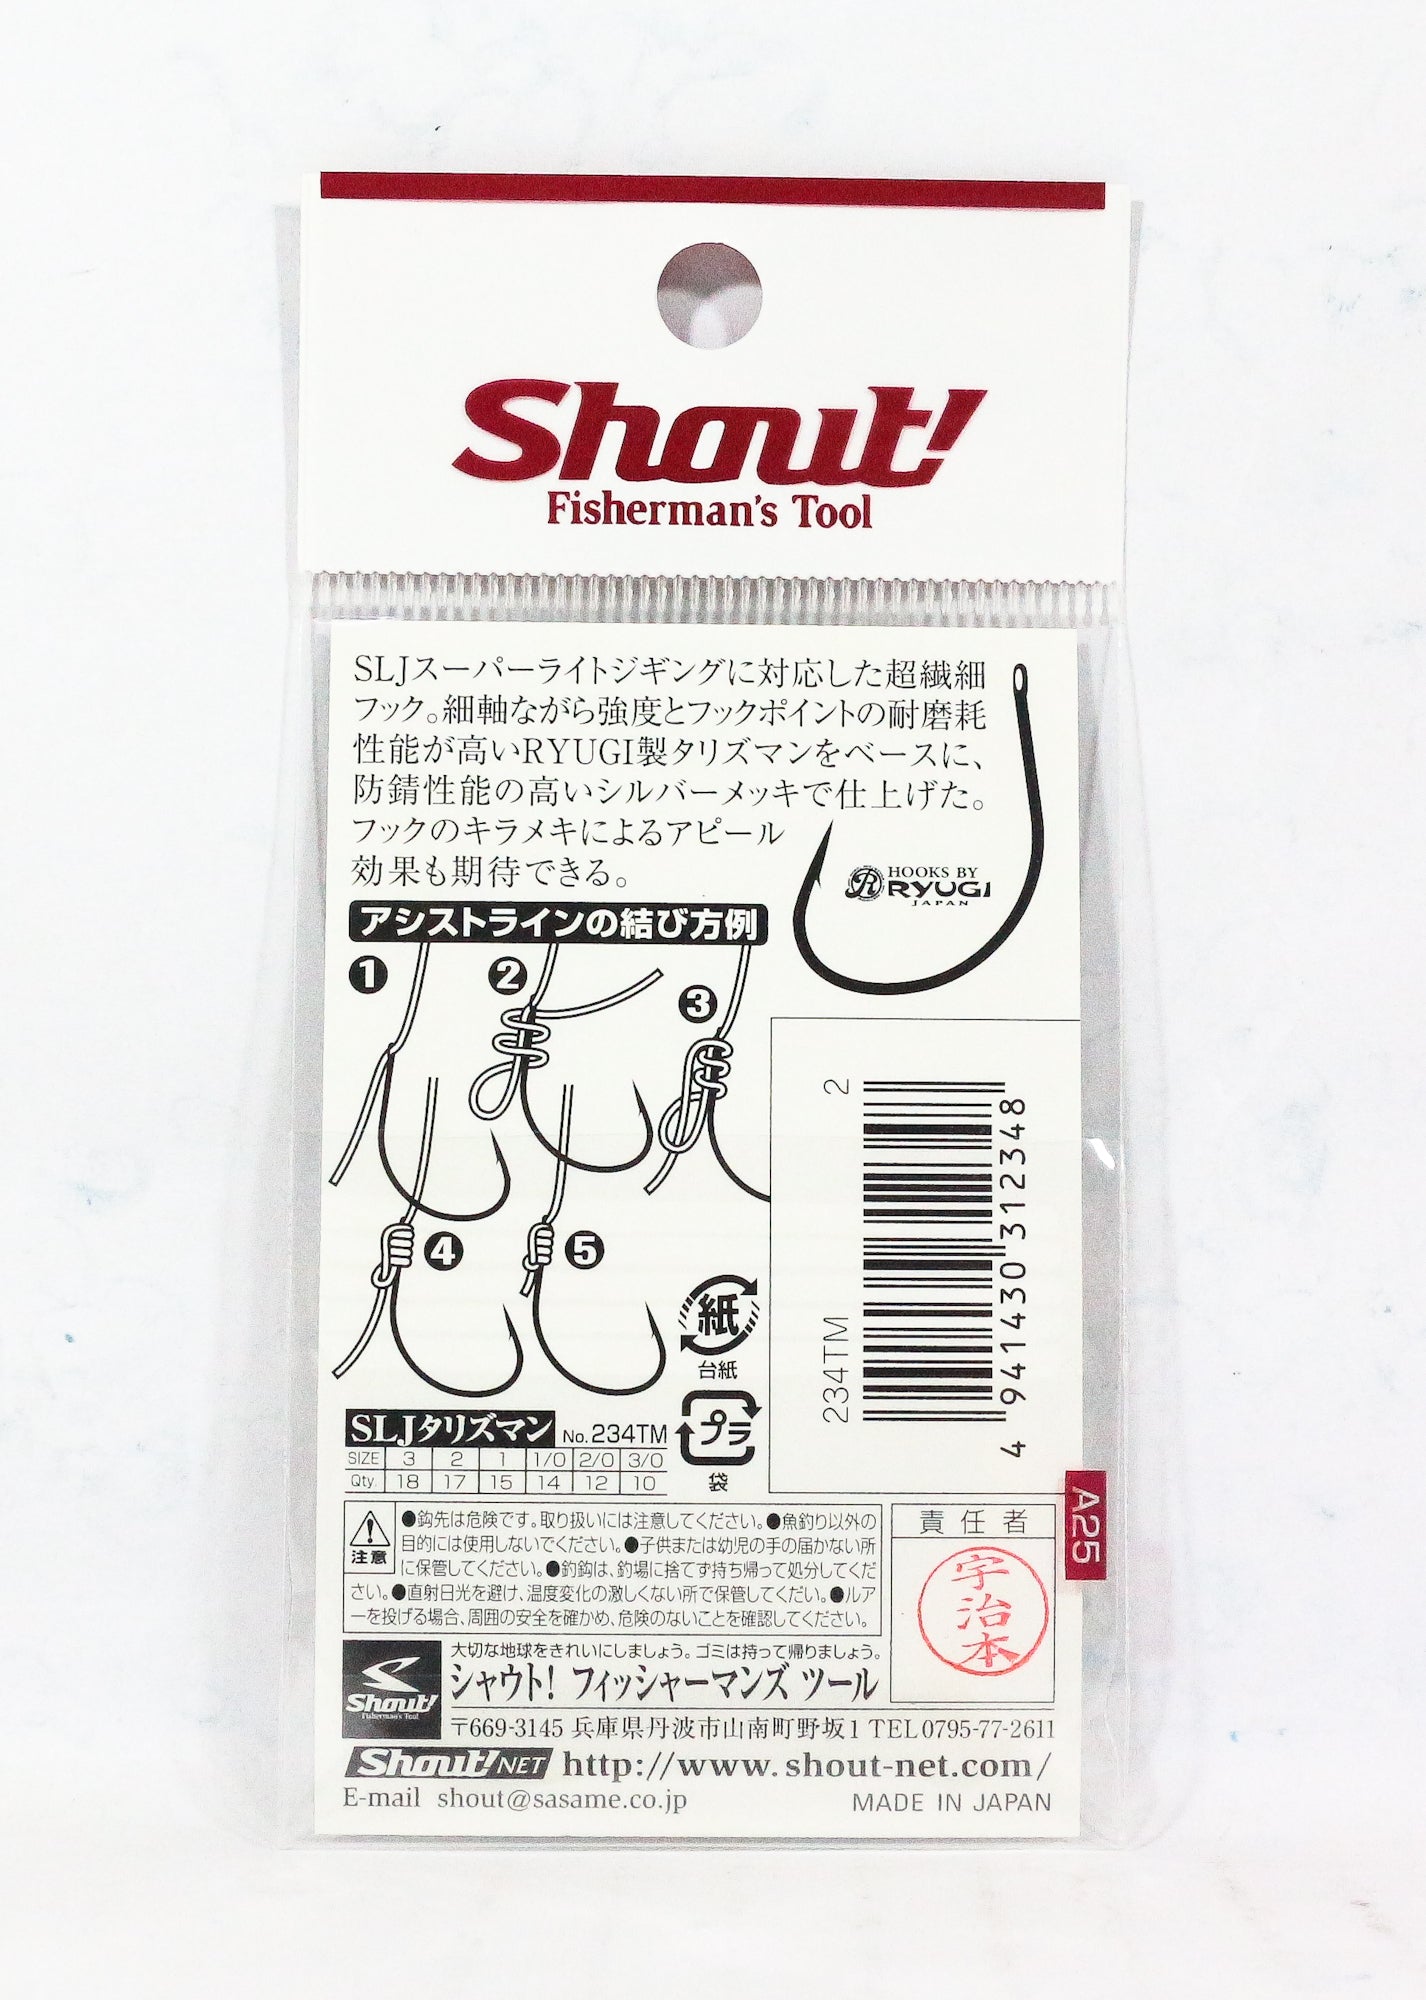 Shout!
Fisherman's Tool
SLJスーパーライトジギングに対応した超繊細
フック。細軸ながら強度とフックポイントの耐磨耗
性能が高いRYUGI製タリズマンをベースに、
防錆性能の高いシルバーメッキで仕上げた。
フックのキラメキによるアピール
効果も期待できる。
R HOOKS BY
RYUGI
JAPAN
アシストラインの結び方例
1
2
3
4
5
紙
台紙
プラ
袋
2
234TM
4 941430 312348
SLJタリズマン No.234TM
SIZE 3 2 1 1/0 2/0 3/0
Qty. 18 17 15 14 12 10
A25
注意
●鈎先は危険です。取り扱いには注意してください。●魚釣り以外の
目的には使用しないでください。●子供または幼児の手の届かない所
に保管してください。●釣鈎は、釣場に捨てず持ち帰って処分してくだ
さい。●直射日光を避け、温度変化の激しくない所で保管してくだい。●ルア
ーを投げる場合、周囲の安全を確かめ、危険のないことを確認してください。
責任者
宇治本
Shout!
Fisherman's Tool
大切な地球をきれいにしましょう。ゴミは持って帰りましょう。
シャウト! フィッシャーマンズ ツール
〒669-3145 兵庫県丹波市山南町野坂1 TEL0795-77-2611
Shout!NET http://www.shout-net.com/
E-mail shout@sasame.co.jp
MADE IN JAPAN